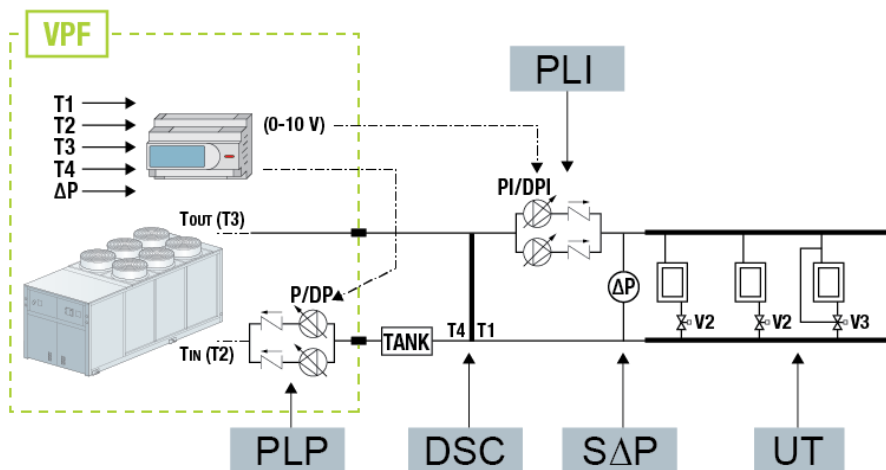 VPF
PLI
T1
T2
T3
T4
ΔP
(0-10 V)
PI/DPI
TOUT (T3)
P/DP
ΔP
V2
V2
V3
TIN (T2)
TANK
T4
T1
PLP
DSC
SΔP
UT